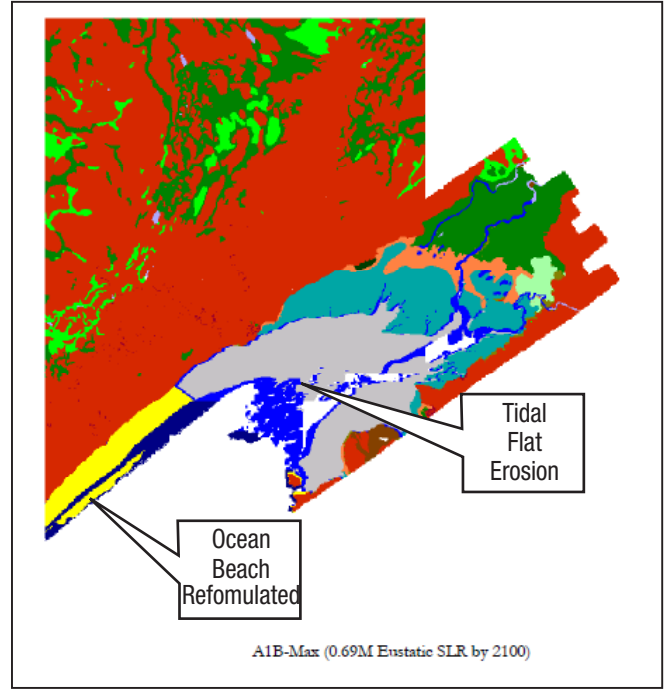 Tidal
Flat
Erosion
Ocean
Beach
Refomulated
A1B-Max (0.69M Eustatic SLR by 2100)